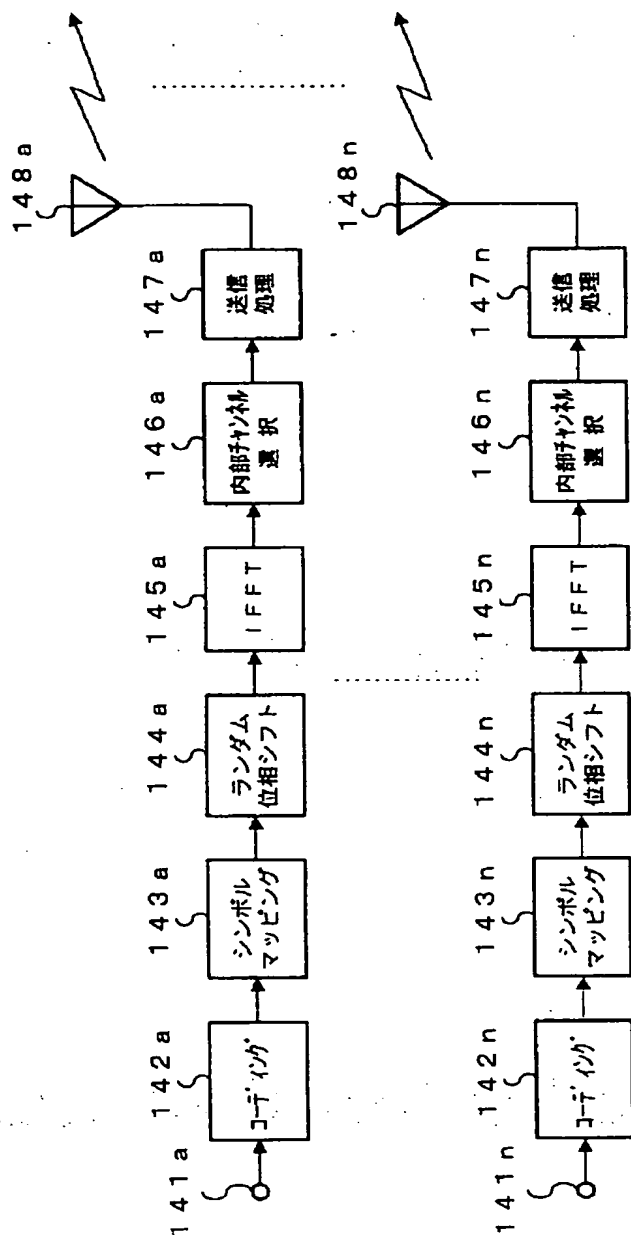 148a
147a
146a
145a
144a
143a
142a
141a
送信
処理
内部チャンネル
選択
IFFT
ランダム
位相シフト
シンボル
マッピング
コーディング
148n
147n
146n
145n
144n
143n
142n
141n
送信
処理
内部チャンネル
選択
IFFT
ランダム
位相シフト
シンボル
マッピング
コーディング